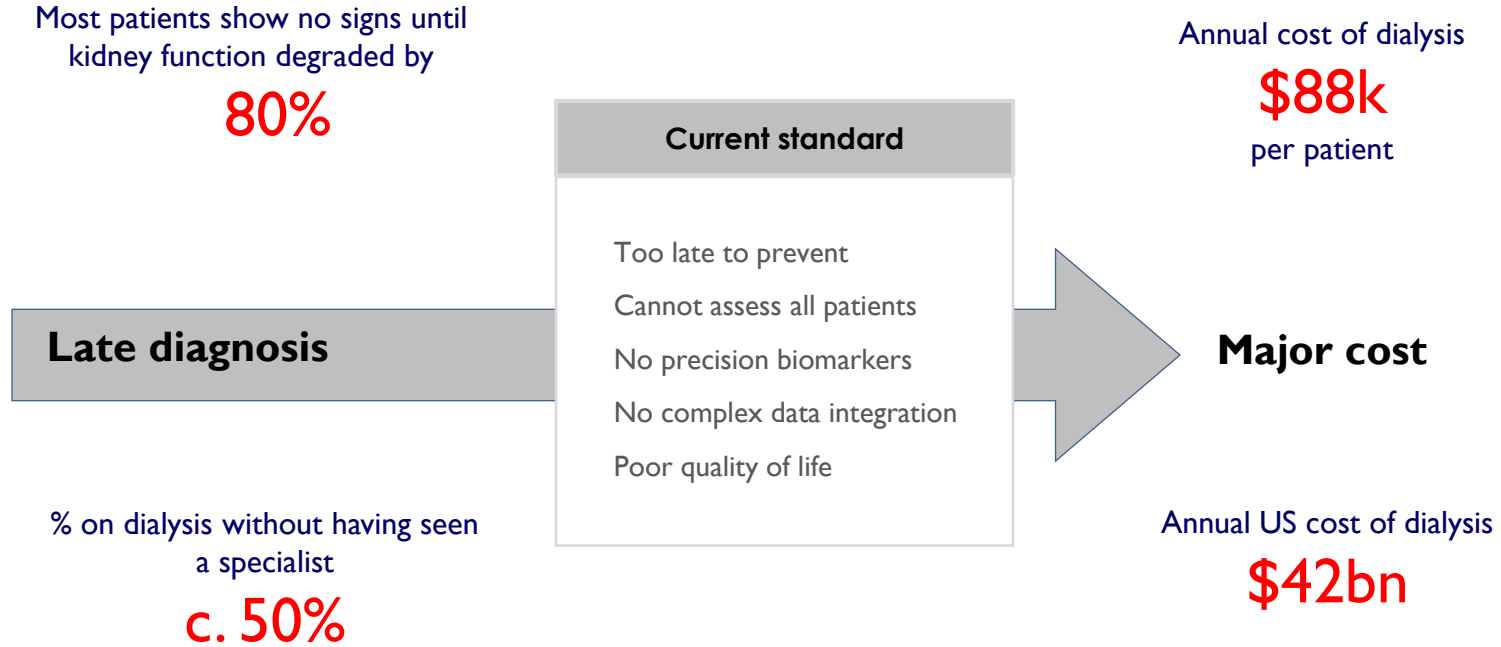 Most patients show no signs until
kidney function degraded by
80%
Annual cost of dialysis
$88k
per patient
Current standard
Too late to prevent
Cannot assess all patients
No precision biomarkers
No complex data integration
Poor quality of life
Late diagnosis
Major cost
% on dialysis without having seen
a specialist
c. 50%
Annual US cost of dialysis
$42bn